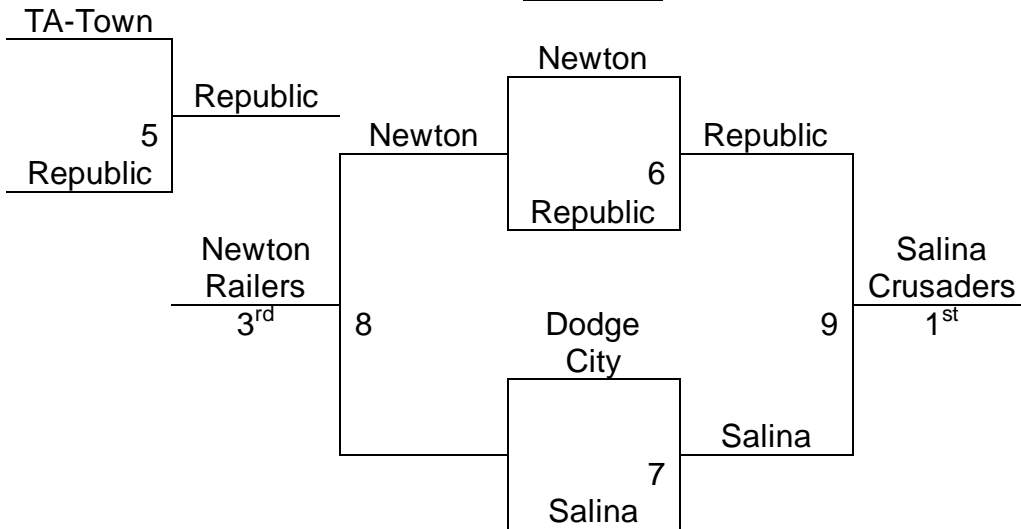 TA-Town
Newton
Republic
5
Newton
Republic
Republic
6
Republic
Newton
Railers
3rd
Salina
Crusaders
1st
8
Dodge
City
9
Salina
7
Salina